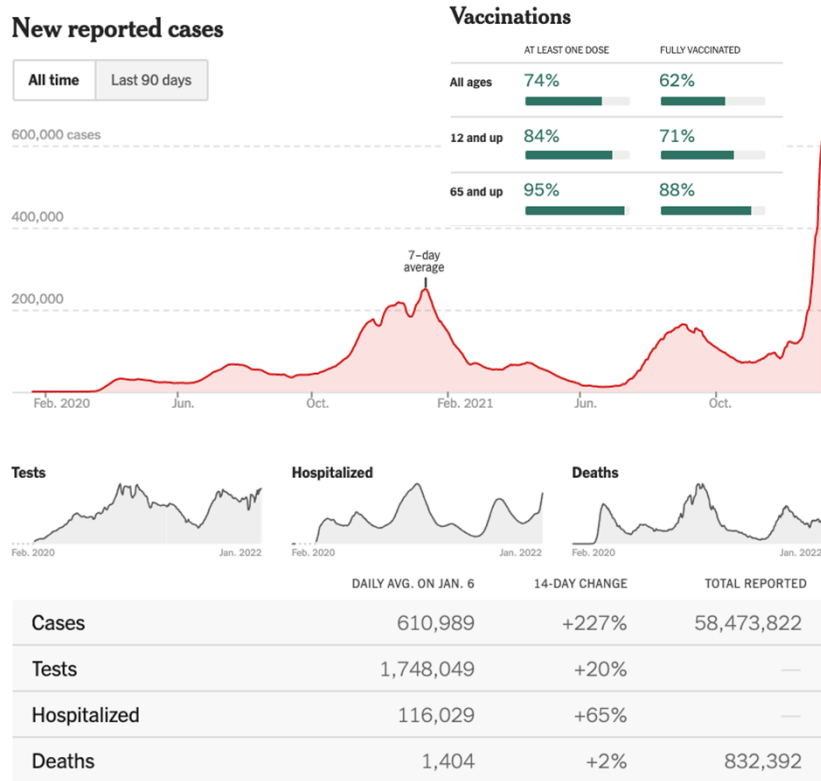 New reported cases
All time Last 90 days
Vaccinations
AT LEAST ONE DOSE FULLY VACCINATED
All ages 74% 62%
12 and up 84% 71%
65 and up 95% 88%
600,000 cases
400,000
200,000
7–day
average
Feb. 2020 Jun. Oct. Feb. 2021 Jun. Oct.
Tests Hospitalized Deaths
Feb. 2020 Jan. 2022 Feb. 2020 Jan. 2022 Feb. 2020 Jan. 2022
DAILY AVG. ON JAN. 6 14-DAY CHANGE TOTAL REPORTED
Cases 610,989 +227% 58,473,822
Tests 1,748,049 +20% —
Hospitalized 116,029 +65% —
Deaths 1,404 +2% 832,392